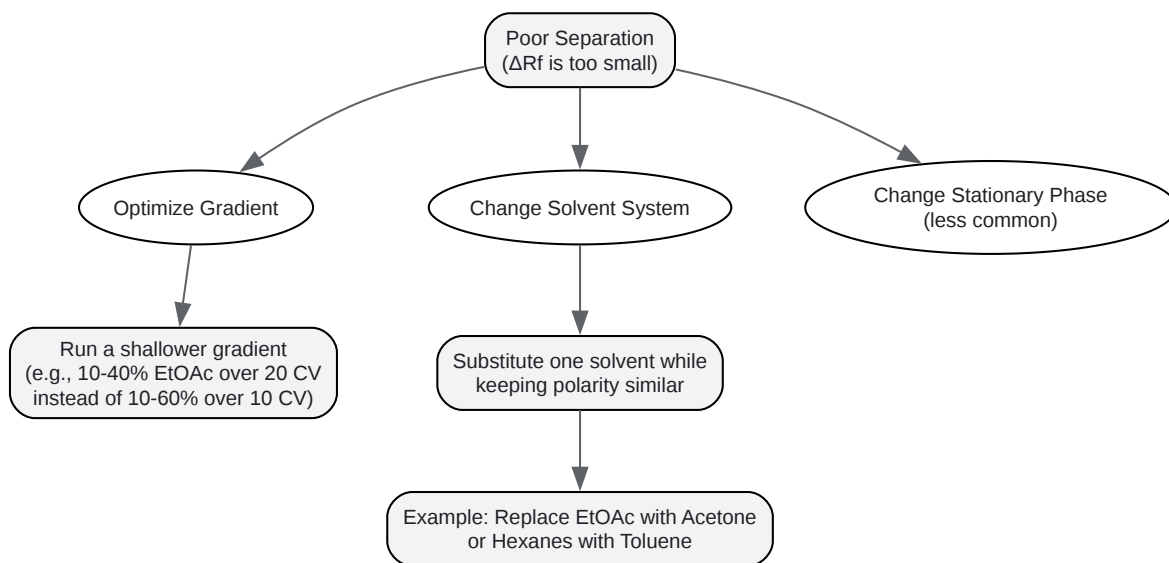 Poor Separation
(ΔRf is too small)
Optimize Gradient
Change Solvent System
Change Stationary Phase
(less common)
Run a shallower gradient
(e.g., 10-40% EtOAc over 20 CV
instead of 10-60% over 10 CV)
Substitute one solvent while
keeping polarity similar
Example: Replace EtOAc with Acetone
or Hexanes with Toluene